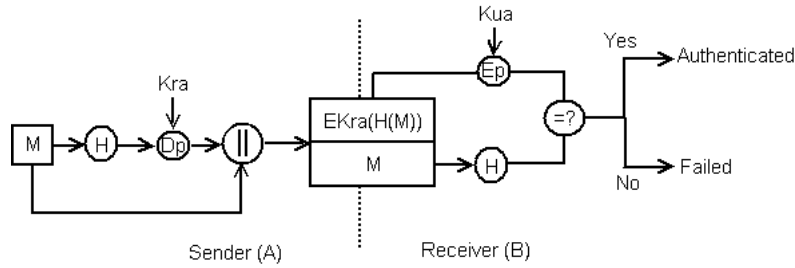 Kua
Yes
Authenticated
Kra
Ep
EKra(H(M))
=?
M
H
Dp
||
M
H
No
Failed
Sender (A)
Receiver (B)